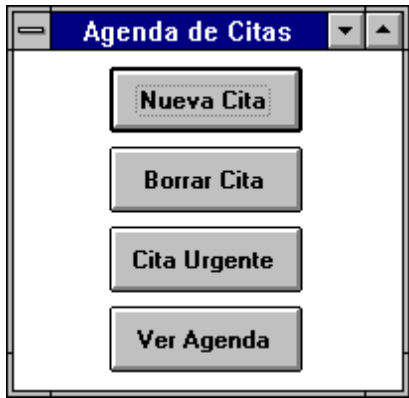 Agenda de Citas
Nueva Cita
Borrar Cita
Cita Urgente
Ver Agenda